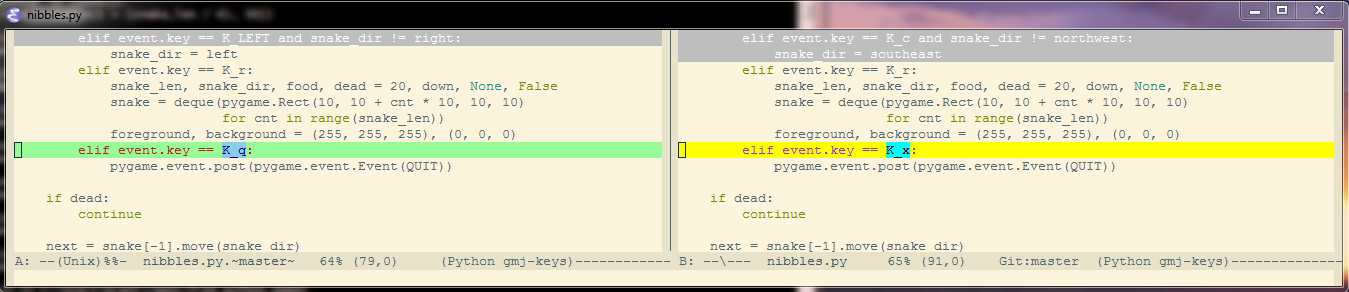 nibbles.py
elif event.key == K_LEFT and snake_dir != right:
snake_dir = left
elif event.key == K_r:
snake_len, snake_dir, food, dead = 20, down, None, False
snake = deque(pygame.Rect(10, 10 + cnt * 10, 10, 10)
for cnt in range(snake_len))
foreground, background = (255, 255, 255), (0, 0, 0)
elif event.key == K_q:
pygame.event.post(pygame.event.Event(QUIT))
if dead:
continue
next = snake[-1].move(snake_dir)
A: --(Unix)%%-  nibbles.py.~master~   64% (79,0)     (Python gmj-keys)------------
elif event.key == K_c and snake_dir != northwest:
snake_dir = southeast
elif event.key == K_r:
snake_len, snake_dir, food, dead = 20, down, None, False
snake = deque(pygame.Rect(10, 10 + cnt * 10, 10, 10)
for cnt in range(snake_len))
foreground, background = (255, 255, 255), (0, 0, 0)
elif event.key == K_x:
pygame.event.post(pygame.event.Event(QUIT))
if dead:
continue
next = snake[-1].move(snake_dir)
B: --\---  nibbles.py     65% (91,0)    Git:master  (Python gmj-keys)--------------